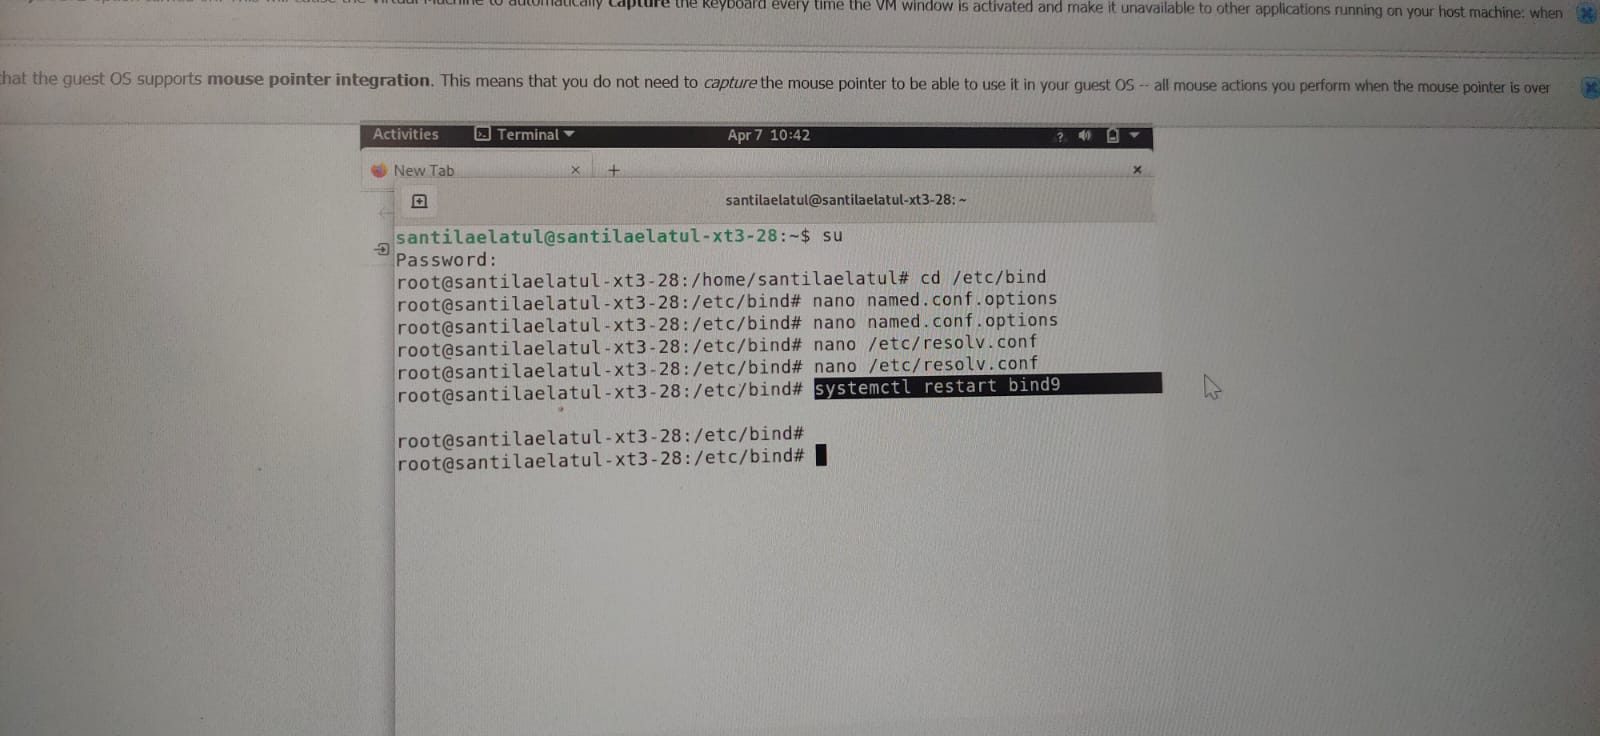 capture the keyboard every time the VM window is activated and make it unavailable to other applications running on your host machine: when
that the guest OS supports mouse pointer integration. This means that you do not need to capture the mouse pointer to be able to use it in your guest OS -- all mouse actions you perform when the mouse pointer is over
Activities Terminal Apr 7 10:42 ?
New Tab × + ×
santilaelatul@santilaelatul-xt3-28: ~
santilaelatul@santilaelatul-xt3-28:~$ su
Password:
root@santilaelatul-xt3-28:/home/santilaelatul# cd /etc/bind
root@santilaelatul-xt3-28:/etc/bind# nano named.conf.options
root@santilaelatul-xt3-28:/etc/bind# nano named.conf.options
root@santilaelatul-xt3-28:/etc/bind# nano /etc/resolv.conf
root@santilaelatul-xt3-28:/etc/bind# nano /etc/resolv.conf
root@santilaelatul-xt3-28:/etc/bind# systemctl restart bind9
root@santilaelatul-xt3-28:/etc/bind#
root@santilaelatul-xt3-28:/etc/bind#